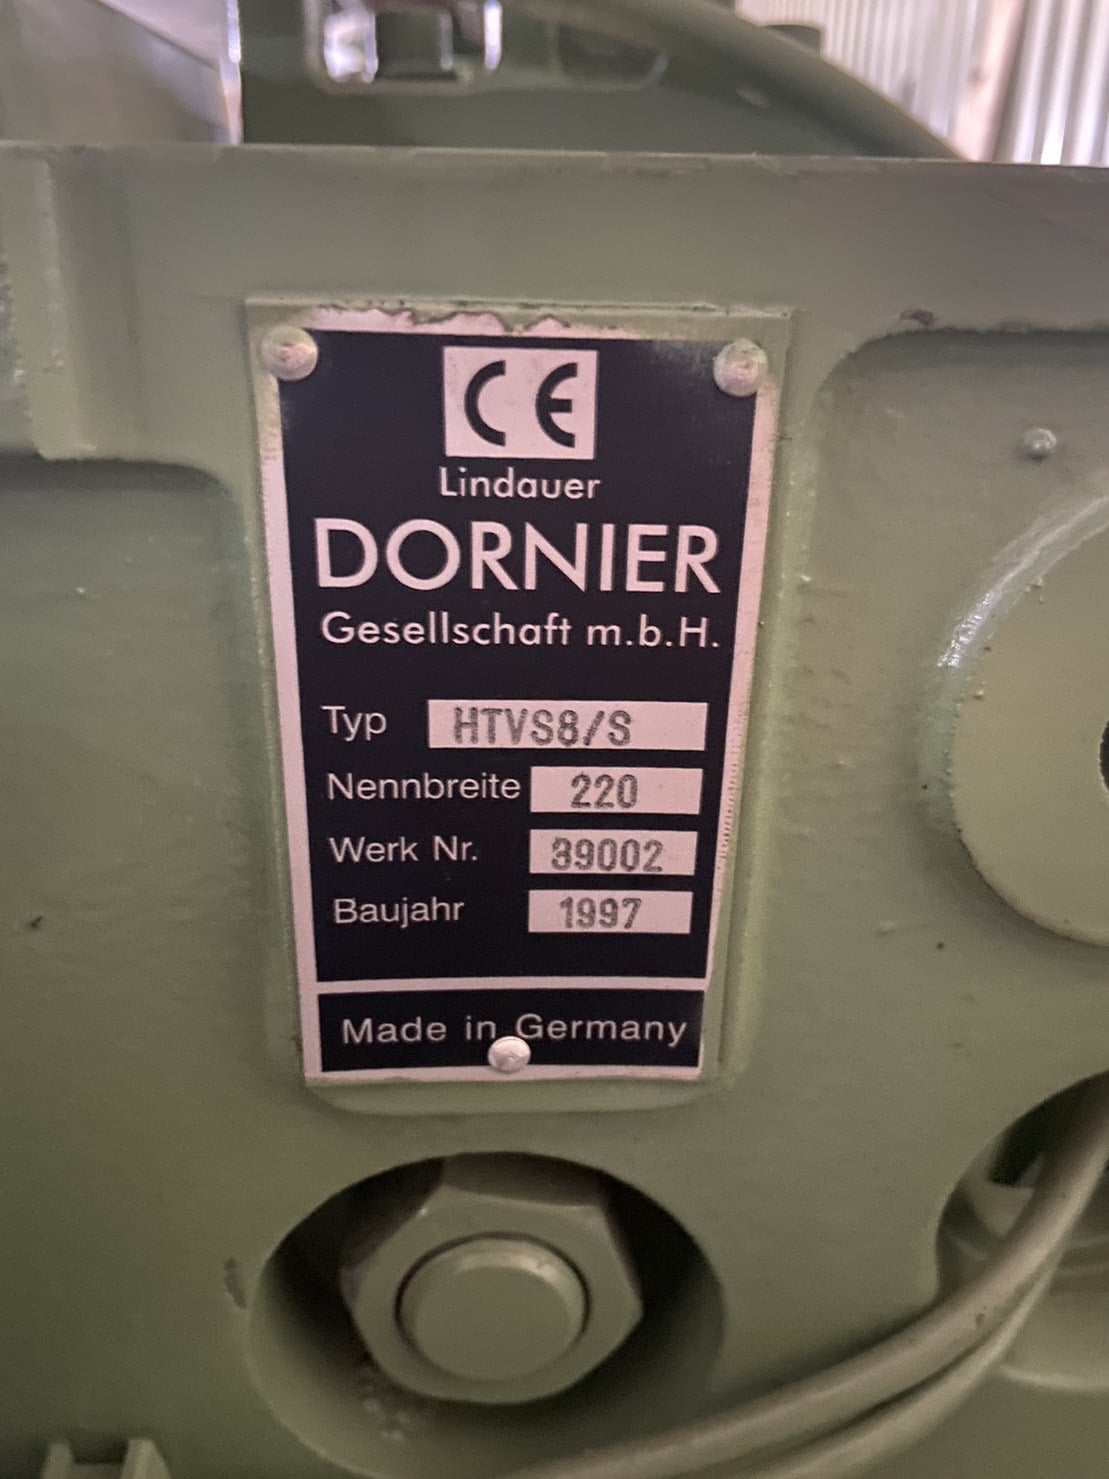 CE
Lindauer
DORNIER
Gesellschaft m.b.H.
Typ HTVS8/S
Nennbreite 220
Werk Nr. 39002
Baujahr 1997
Made in Germany